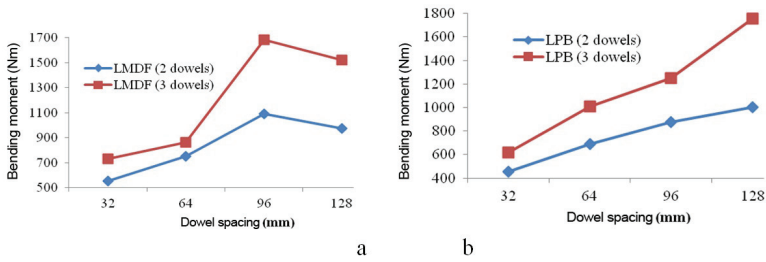 1700
1500
1300
1100
900
700
500
Bending moment (Nm)
LMDF (2 dowels)
LMDF (3 dowels)
32 64 96 128
Dowel spacing (mm)
a
1800
1600
1400
1200
1000
800
600
400
Bending moment (Nm)
LPB (2 dowels)
LPB (3 dowels)
32 64 96 128
Dowel spacing (mm)
b